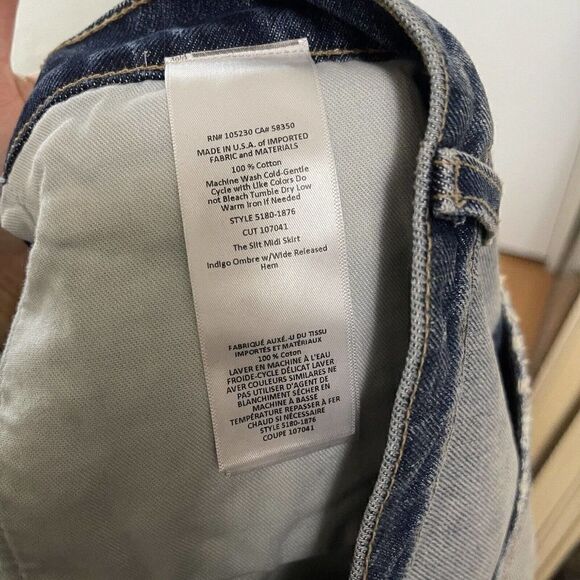 RN# 105230 CA# 58350
MADE IN U.S.A. of IMPORTED
FABRIC and MATERIALS
100 % Cotton
Machine Wash Cold-Gentle
Cycle with Like Colors Do
not Bleach Tumble Dry Low
Warm Iron if Needed
STYLE 5180-1876
CUT 107041
The Slit Midi Skirt
Indigo Ombre w/Wide Released
Hem
FABRIQUÉ AUXÉ.-U DU TISSU
IMPORTÉS ET MATÉRIAUX
100 % Coton
LAVER EN MACHINE À L'EAU
FROIDE-CYCLE DÉLICAT LAVER
AVER COULEURS SIMILARES NE
PAS UTILISER D'AGENT DE
BLANCHIMENT SÉCHER EN
MACHINE À BASSE
TEMPÉRATURE REPASSER À FER
CHAUD SI NÉCESSAIRE
STYLE 5180-1876
COUPE 107041